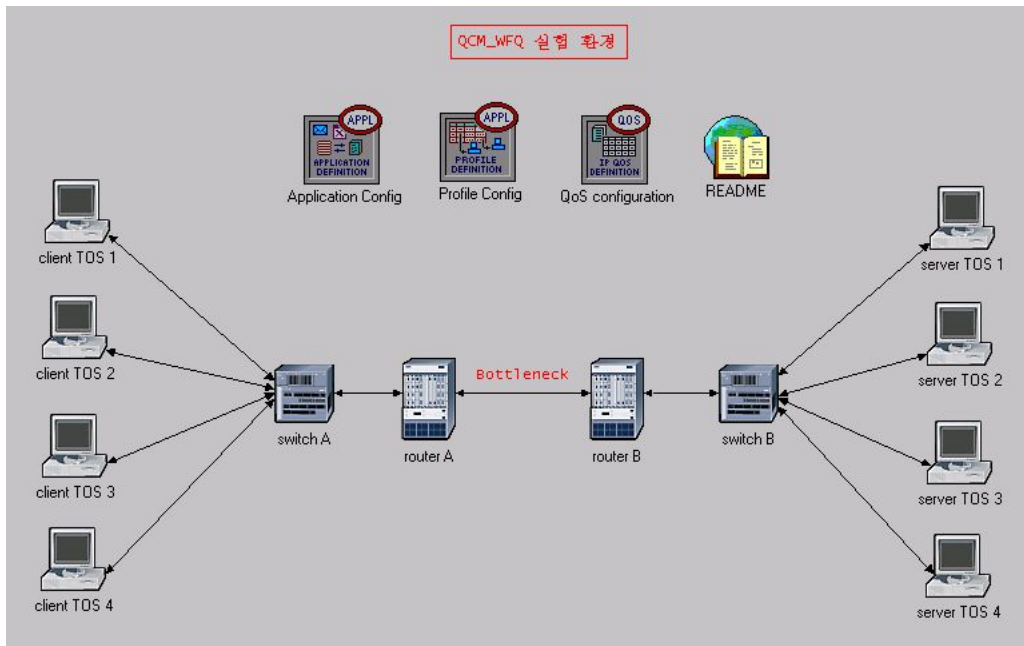 QCM_WFQ 실험 환경
APPL
APPLICATION
DEFINITION
Application Config
APPL
PROFILE
DEFINITION
Profile Config
QOS
IP QOS
DEFINITION
QoS configuration
README
client TOS 1
server TOS 1
client TOS 2
server TOS 2
Bottleneck
switch A
router A
router B
switch B
client TOS 3
server TOS 3
client TOS 4
server TOS 4